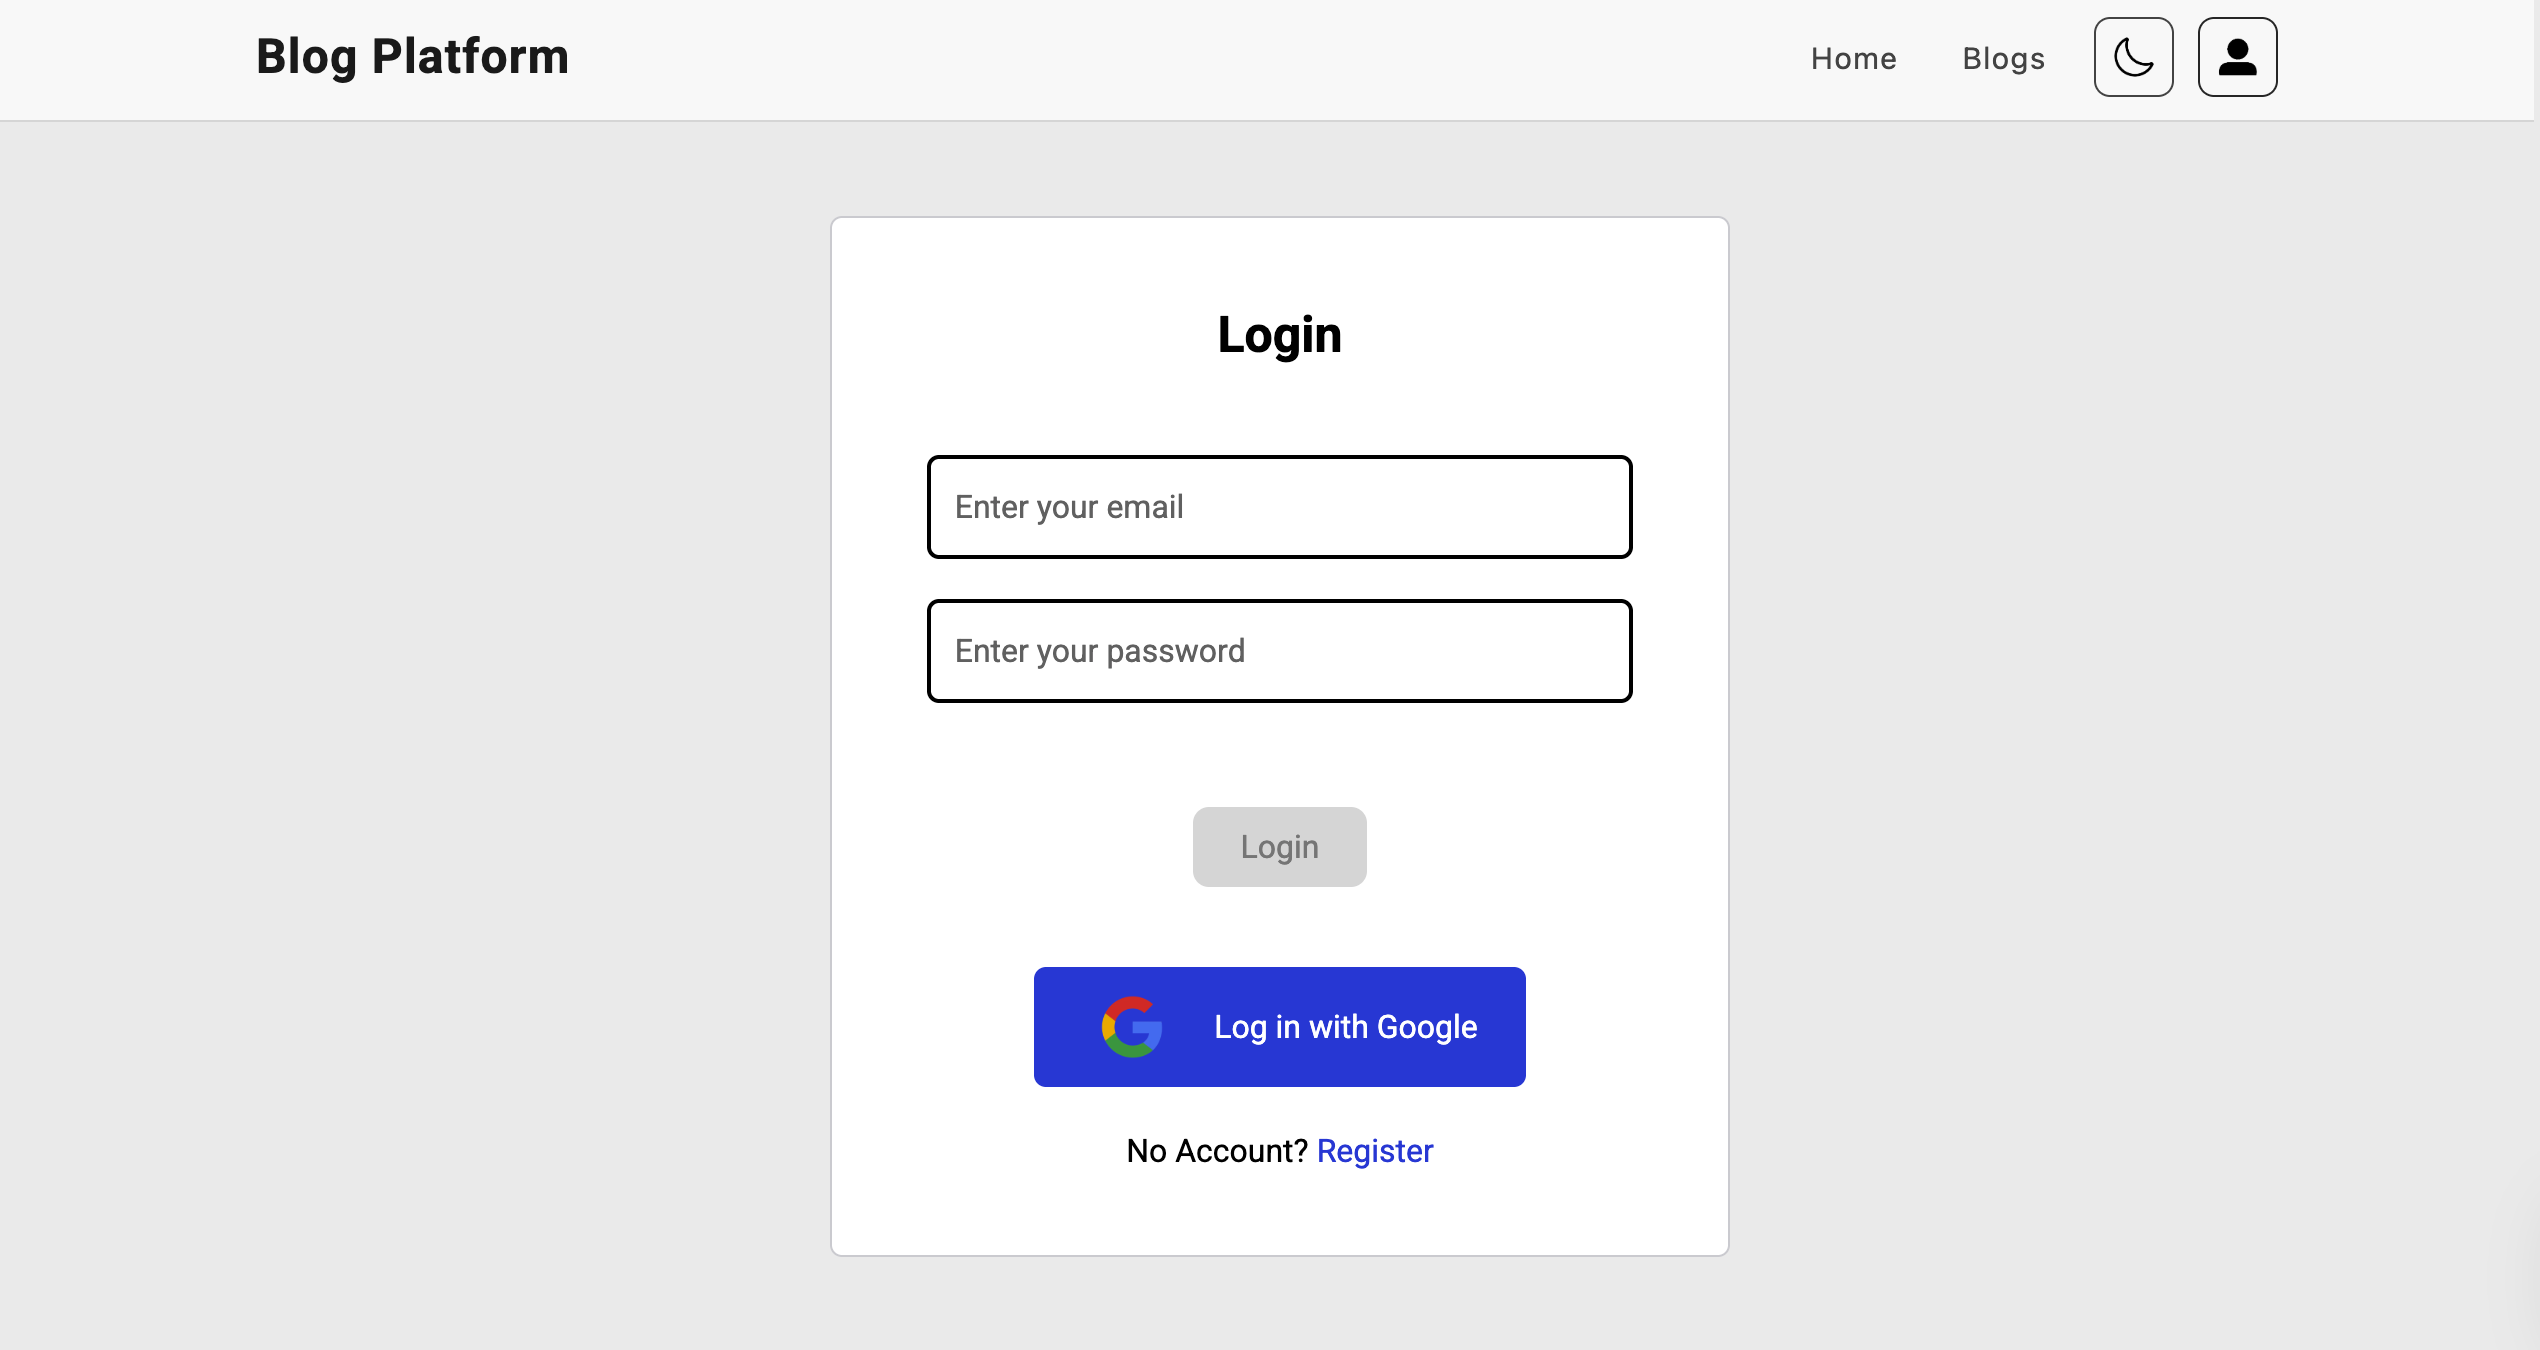 Blog Platform
Home
Blogs
Login
Enter your email
Enter your password
Login
Log in with Google
No Account? Register